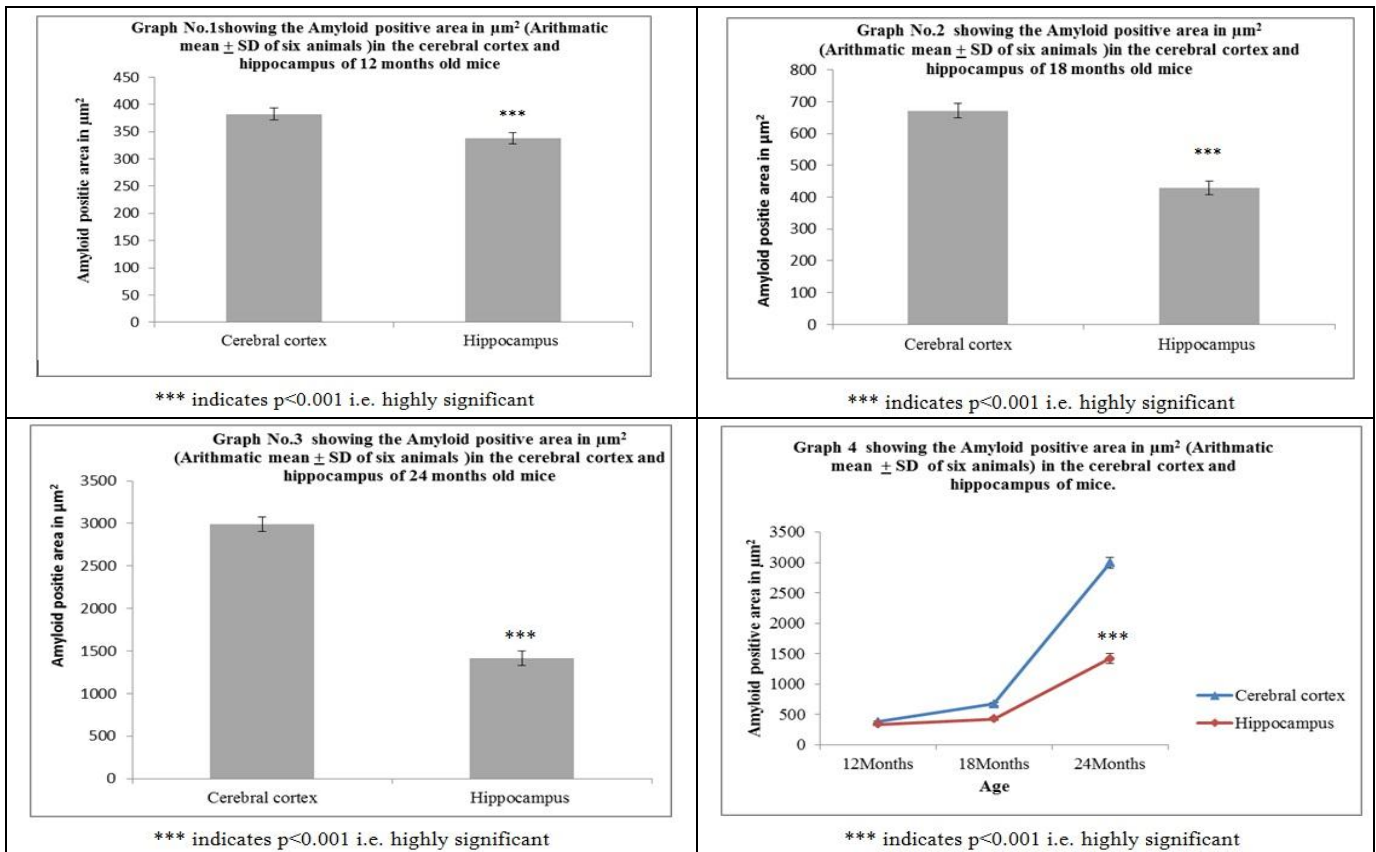 Graph No.1showing the Amyloid positive area in µm² (Arithmatic
mean ± SD of six animals )in the cerebral cortex and
hippocampus of 12 months old mice
Amyloid positie area in µm²
450
400
350
300
250
200
150
100
50
0
***
Cerebral cortex
Hippocampus
*** indicates p<0.001 i.e. highly significant
Graph No.2 showing the Amyloid positive area in µm²
(Arithmatic mean ± SD of six animals )in the cerebral cortex and
hippocampus of 18 months old mice
Amyloid positie area in µm²
800
700
600
500
400
300
200
100
0
***
Cerebral cortex
Hippocampus
*** indicates p<0.001 i.e. highly significant
Graph No.3 showing the Amyloid positive area in µm²
(Arithmatic mean ± SD of six animals )in the cerebral cortex and
hippocampus of 24 months old mice
Amyloid positie area in µm²
3500
3000
2500
2000
1500
1000
500
0
***
Cerebral cortex
Hippocampus
*** indicates p<0.001 i.e. highly significant
Graph 4 showing the Amyloid positive area in µm² (Arithmatic
mean ± SD of six animals) in the cerebral cortex and
hippocampus of mice.
Amyloid positive area in µm²
3500
3000
2500
2000
1500
1000
500
0
***
Cerebral cortex
Hippocampus
12Months
18Months
24Months
Age
*** indicates p<0.001 i.e. highly significant